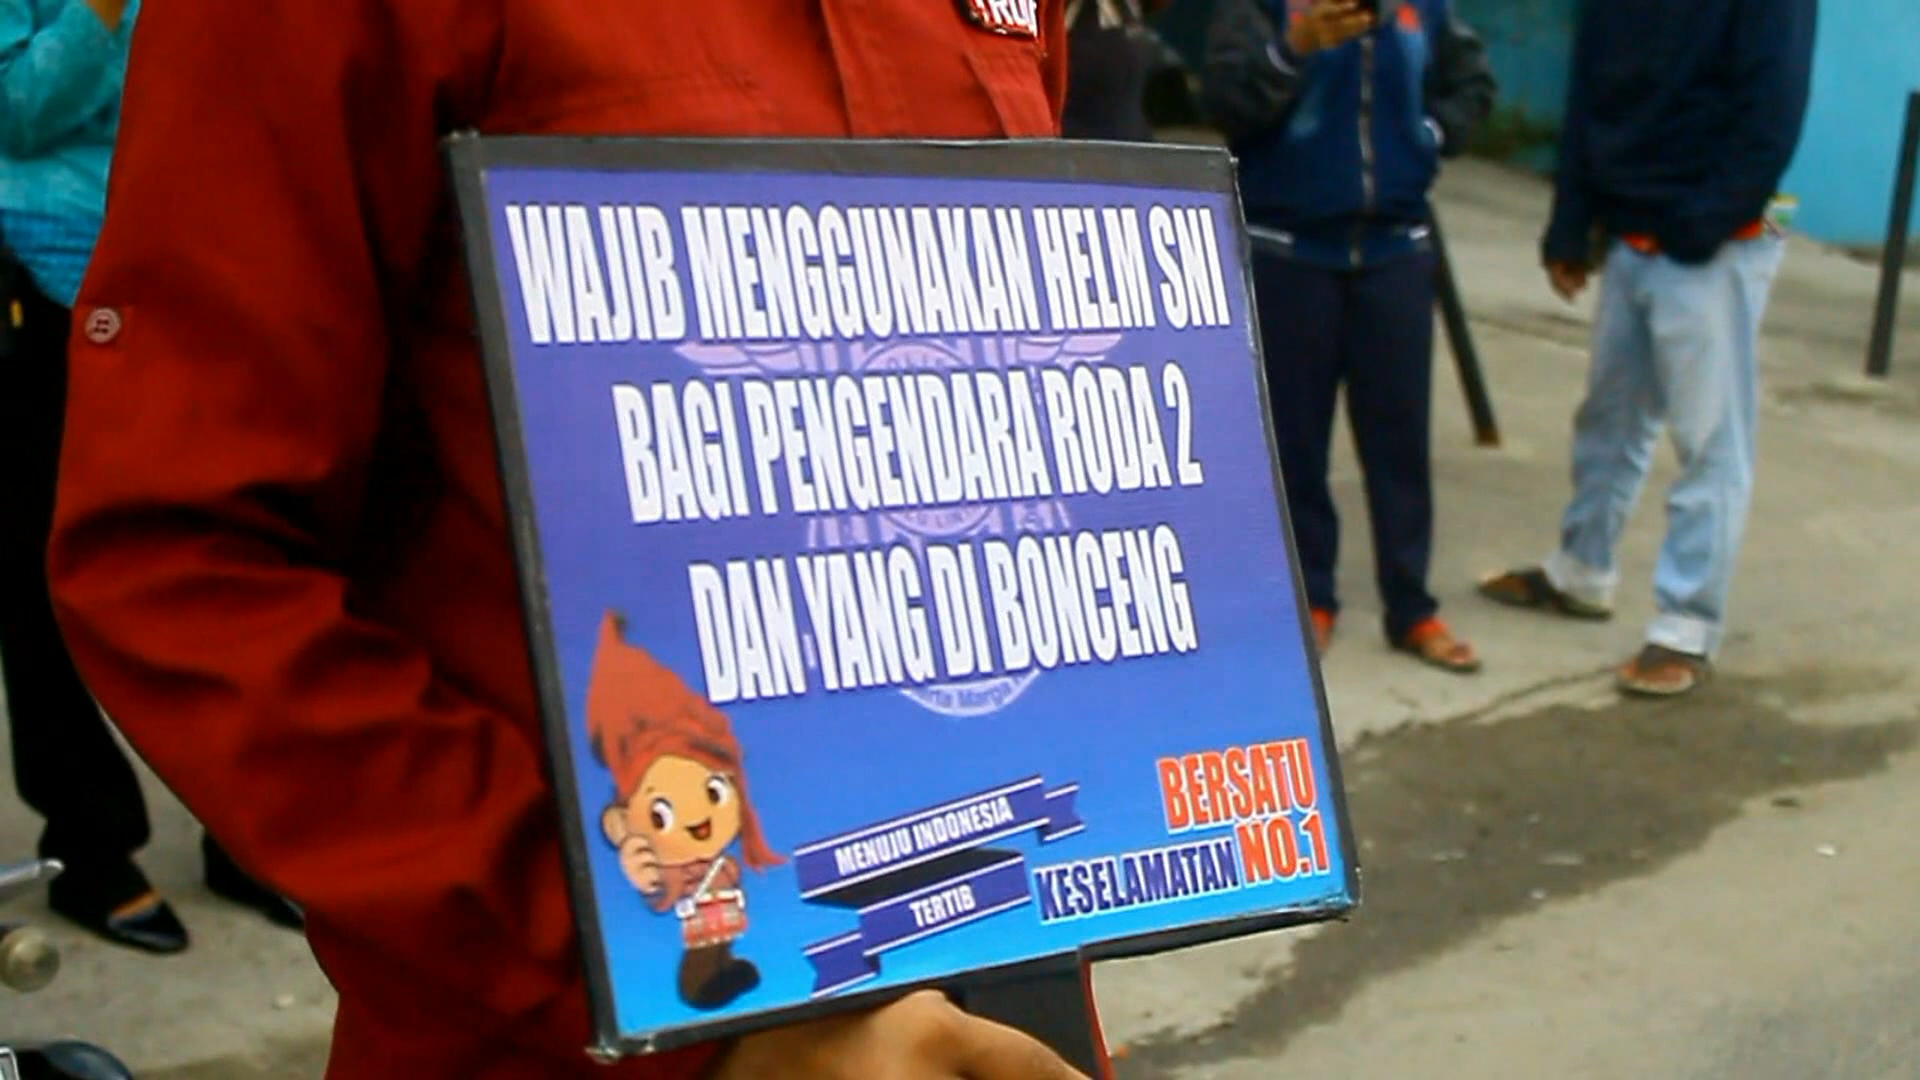 WAJIB MENGGUNAKAN HELM SNI
BAGI PENGENDARA RODA 2
DAN YANG DI BONCENG
MENUJU INDONESIA
TERTIB
BERSATU
KESELAMATAN NO.1